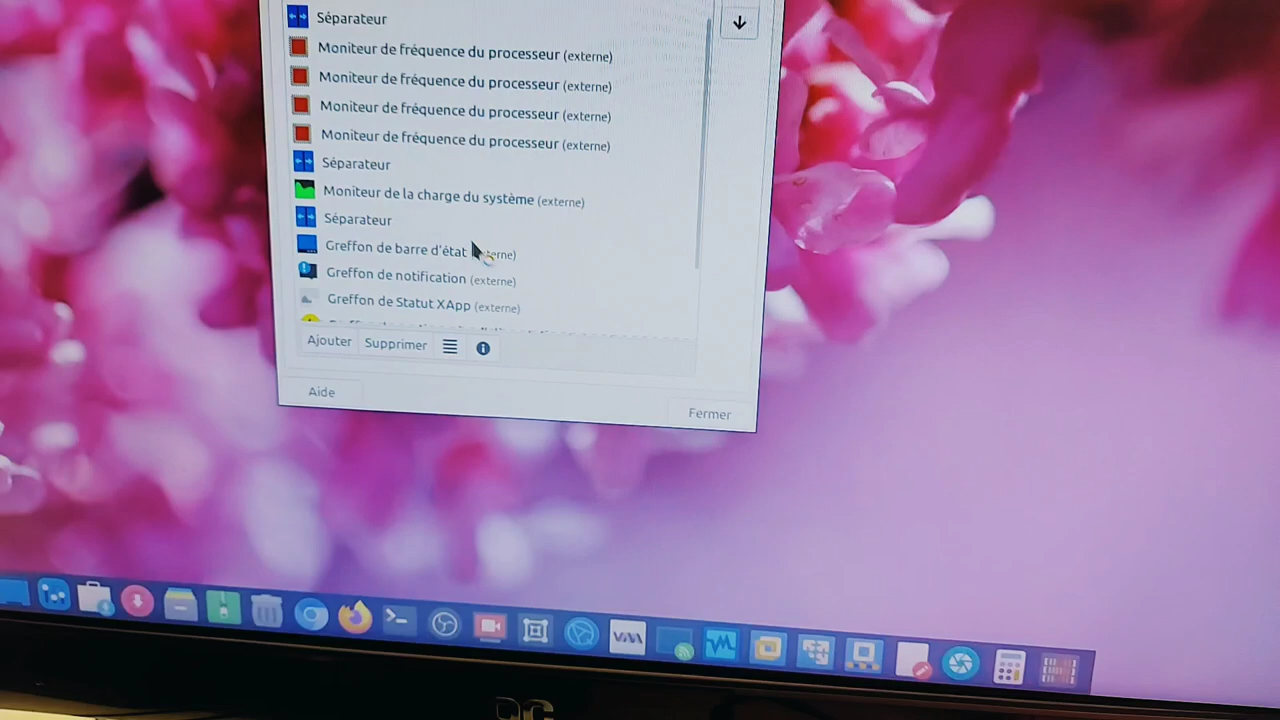 Séparateur
Moniteur de fréquence du processeur (externe)
Moniteur de fréquence du processeur (externe)
Moniteur de fréquence du processeur (externe)
Moniteur de fréquence du processeur (externe)
Séparateur
Moniteur de la charge du système (externe)
Séparateur
Greffon de barre d'état
Greffon de notification (externe)
Greffon de Statut XApp (externe)
Ajouter Supprimer
Aide
Fermer